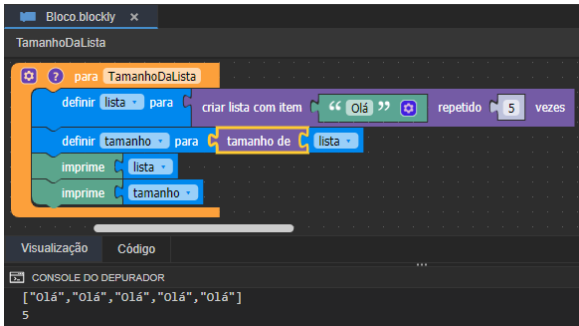 Bloco.blockly ×
TamanhoDaLista
? para TamanhoDaLista
definir lista para criar lista com item “ Olá ” repetido 5 vezes
definir tamanho para tamanho de lista
imprime lista
imprime tamanho
Visualização Código
CONSOLE DO DEPURADOR
["Olá","Olá","Olá","Olá","Olá"]
5